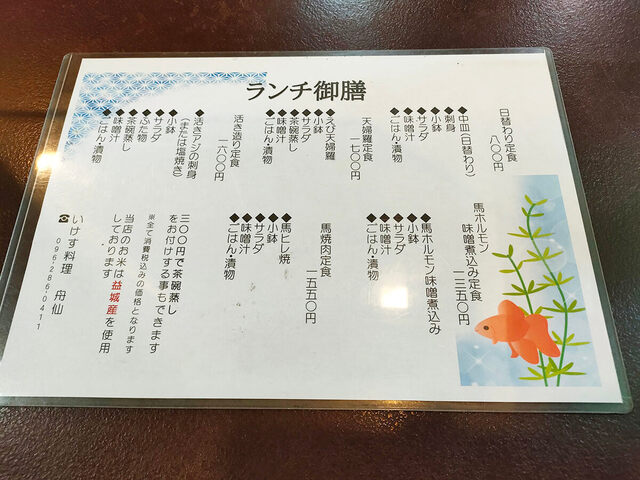 ランチ御膳
日替わり定食
八〇〇円
◆中皿(日替わり)
◆刺身
◆小鉢
◆サラダ
◆味噌汁
◆ごはん・漬物
天婦羅定食
一七〇〇円
◆えび天婦羅
◆小鉢
◆サラダ
◆茶碗蒸し
◆味噌汁
◆ごはん・漬物
活き造り定食
一六〇〇円
◆活きアジの刺身
(または塩焼き)
◆小鉢
◆サラダ
◆ふた物
◆茶碗蒸し
◆味噌汁
◆ごはん・漬物
馬ホルモン
味噌煮込み定食
一三五〇円
◆馬ホルモン味噌煮込み
◆小鉢
◆サラダ
◆味噌汁
◆ごはん・漬物
馬焼肉定食
一五五〇円
◆馬ヒレ焼
◆小鉢
◆サラダ
◆味噌汁
◆ごはん・漬物
三〇〇円で茶碗蒸し
をお付けする事もできます
※全て消費税込みの価格となります
当店のお米は益城産を使用
しております
いけす料理 舟仙
☎096-286-0411